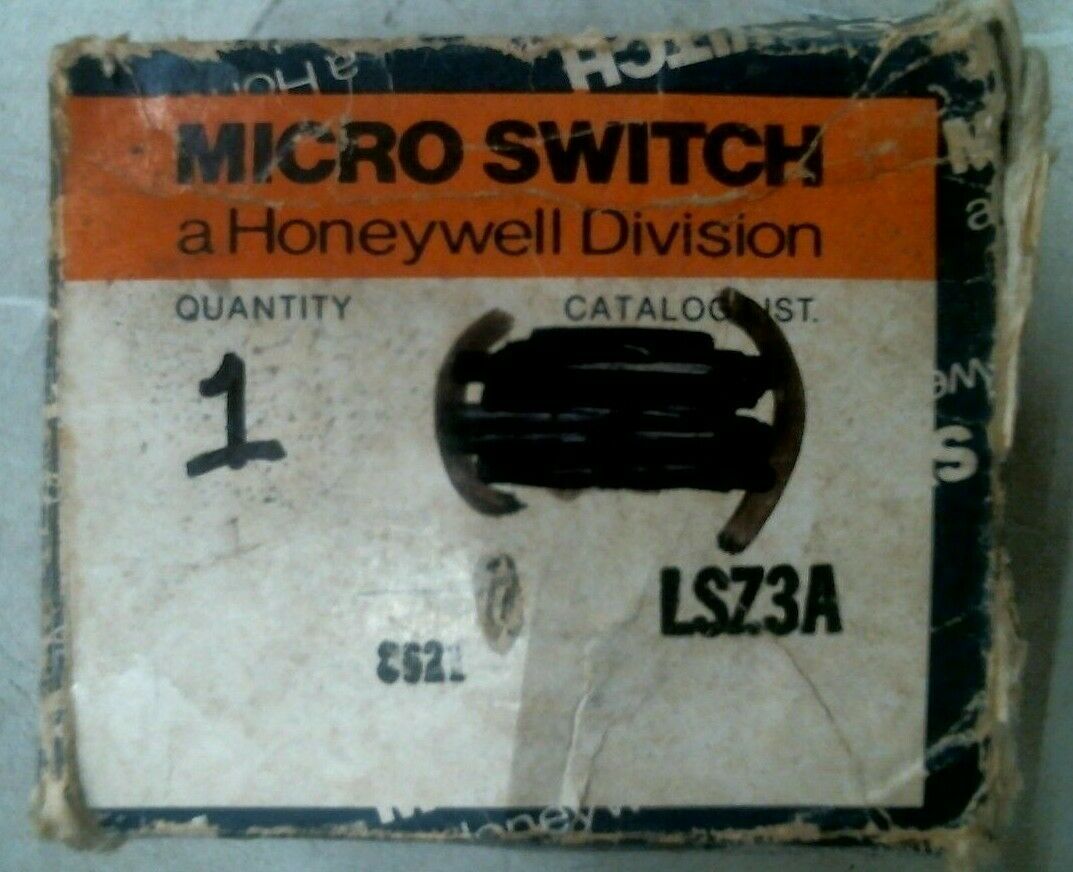 MICRO SWITCH
a Honeywell Division
QUANTITY
CATALOG LIST.
1
LSZ3A
8521